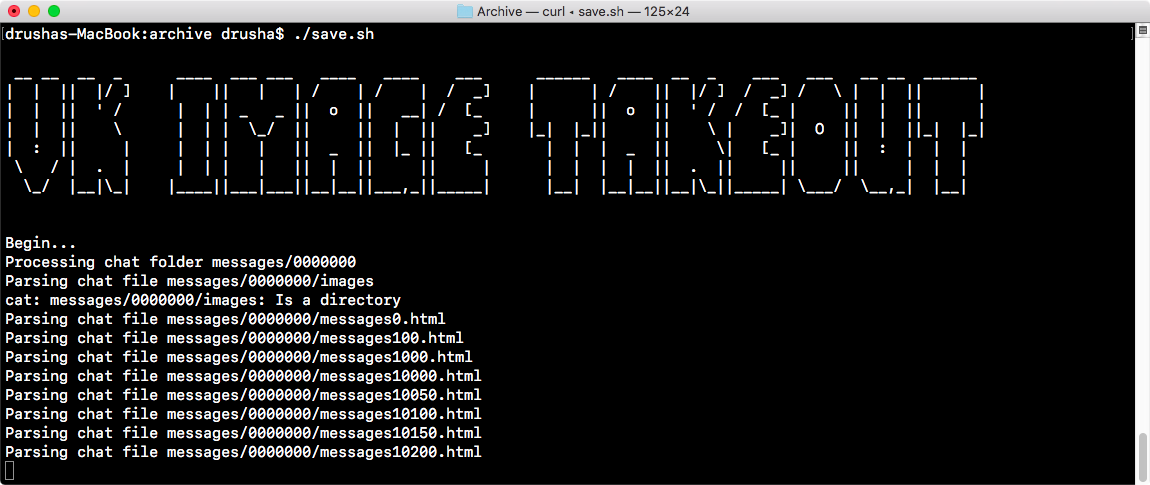 Archive — curl ◂ save.sh — 125×24
[drushas-MacBook:archive drusha$ ./save.sh ]
VK IMAGE TAKEOUT
Begin...
Processing chat folder messages/0000000
Parsing chat file messages/0000000/images
cat: messages/0000000/images: Is a directory
Parsing chat file messages/0000000/messages0.html
Parsing chat file messages/0000000/messages100.html
Parsing chat file messages/0000000/messages1000.html
Parsing chat file messages/0000000/messages10000.html
Parsing chat file messages/0000000/messages10050.html
Parsing chat file messages/0000000/messages10100.html
Parsing chat file messages/0000000/messages10150.html
Parsing chat file messages/0000000/messages10200.html